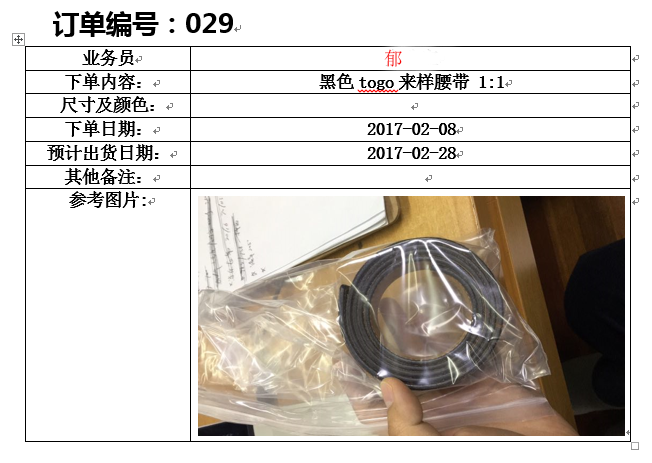 订单编号：029
业务员 郁
下单内容： 黑色 togo 来样腰带 1:1
尺寸及颜色：
下单日期： 2017-02-08
预计出货日期： 2017-02-28
其他备注：
参考图片: